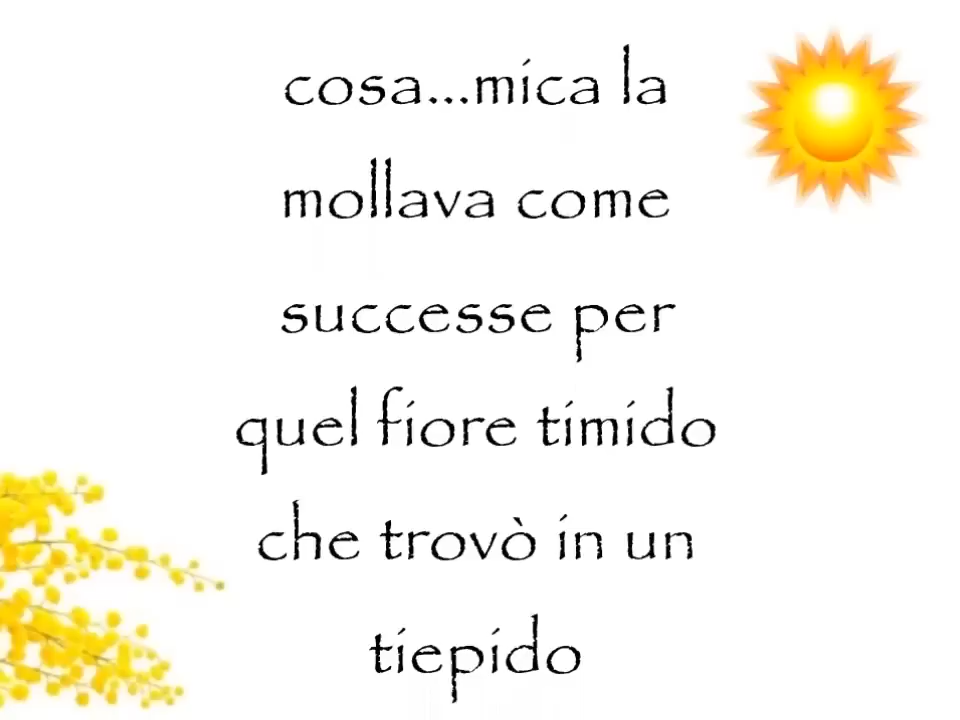 cosa...mica la
mollava come
successe per
quel fiore timido
che trovò in un
tiepido